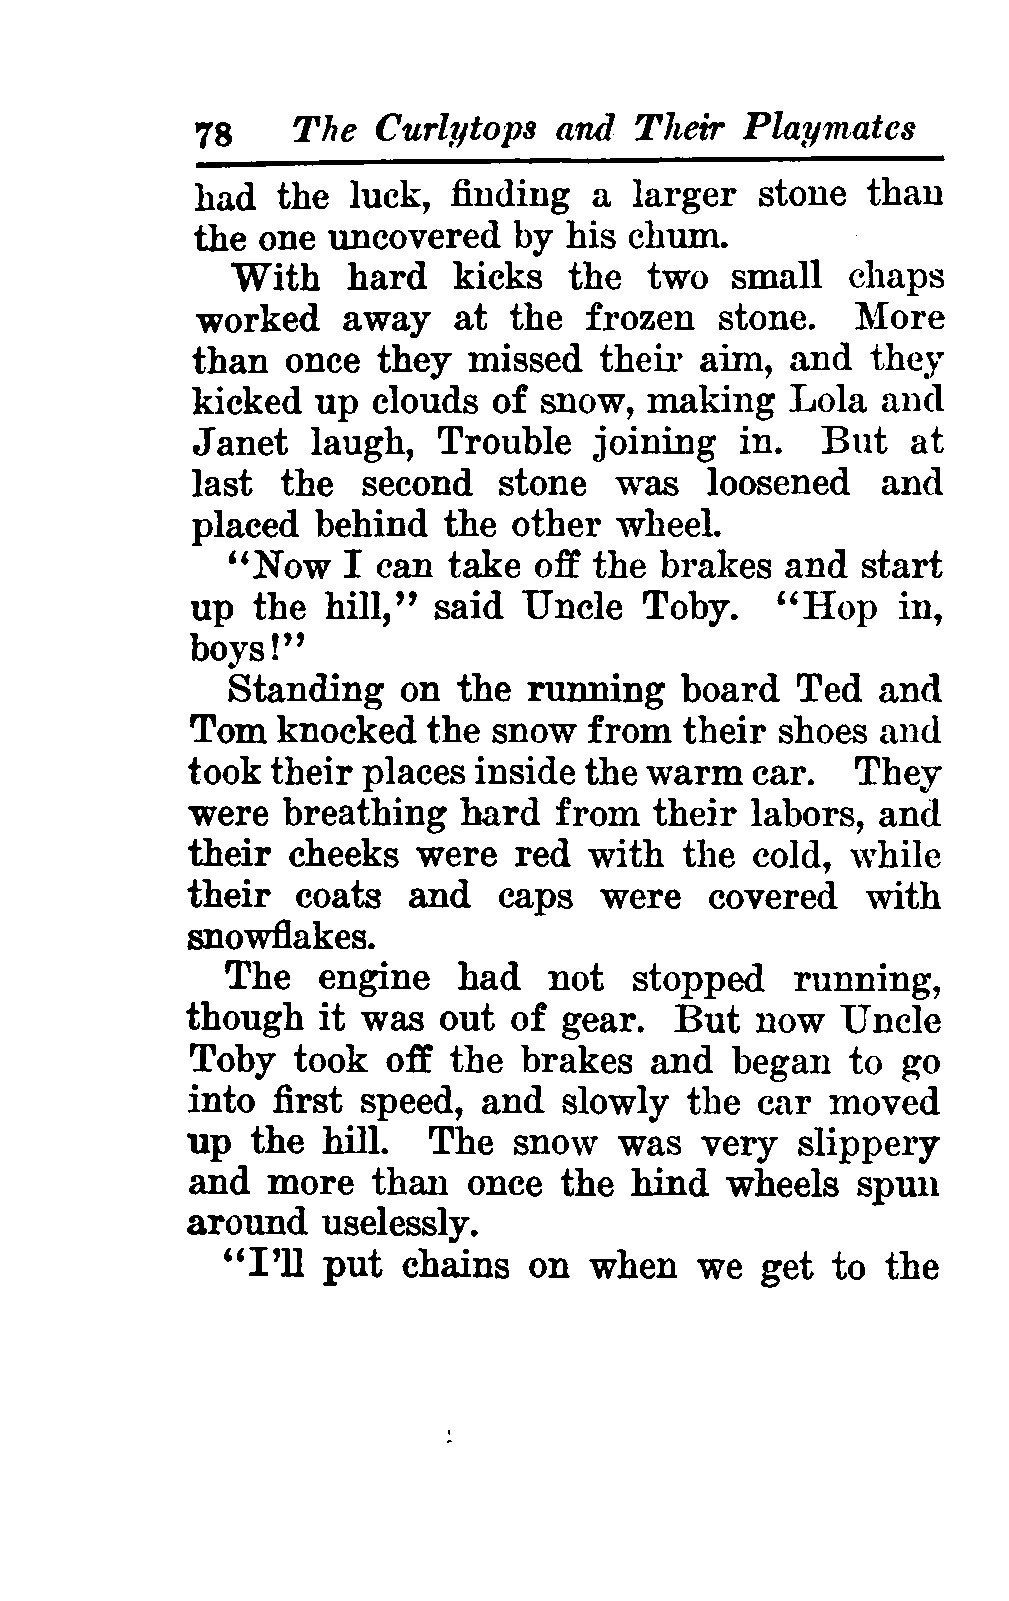 78 The Curlytops and Their Playmates
had the luck, finding a larger stone than
the one uncovered by his chum.
With hard kicks the two small chaps
worked away at the frozen stone. More
than once they missed their aim, and they
kicked up clouds of snow, making Lola and
Janet laugh, Trouble joining in. But at
last the second stone was loosened and
placed behind the other wheel.
“Now I can take off the brakes and start
up the hill,” said Uncle Toby. “Hop in,
boys!”
Standing on the running board Ted and
Tom knocked the snow from their shoes and
took their places inside the warm car. They
were breathing hard from their labors, and
their cheeks were red with the cold, while
their coats and caps were covered with
snowflakes.
The engine had not stopped running,
though it was out of gear. But now Uncle
Toby took off the brakes and began to go
into first speed, and slowly the car moved
up the hill. The snow was very slippery
and more than once the hind wheels spun
around uselessly.
“I’ll put chains on when we get to the